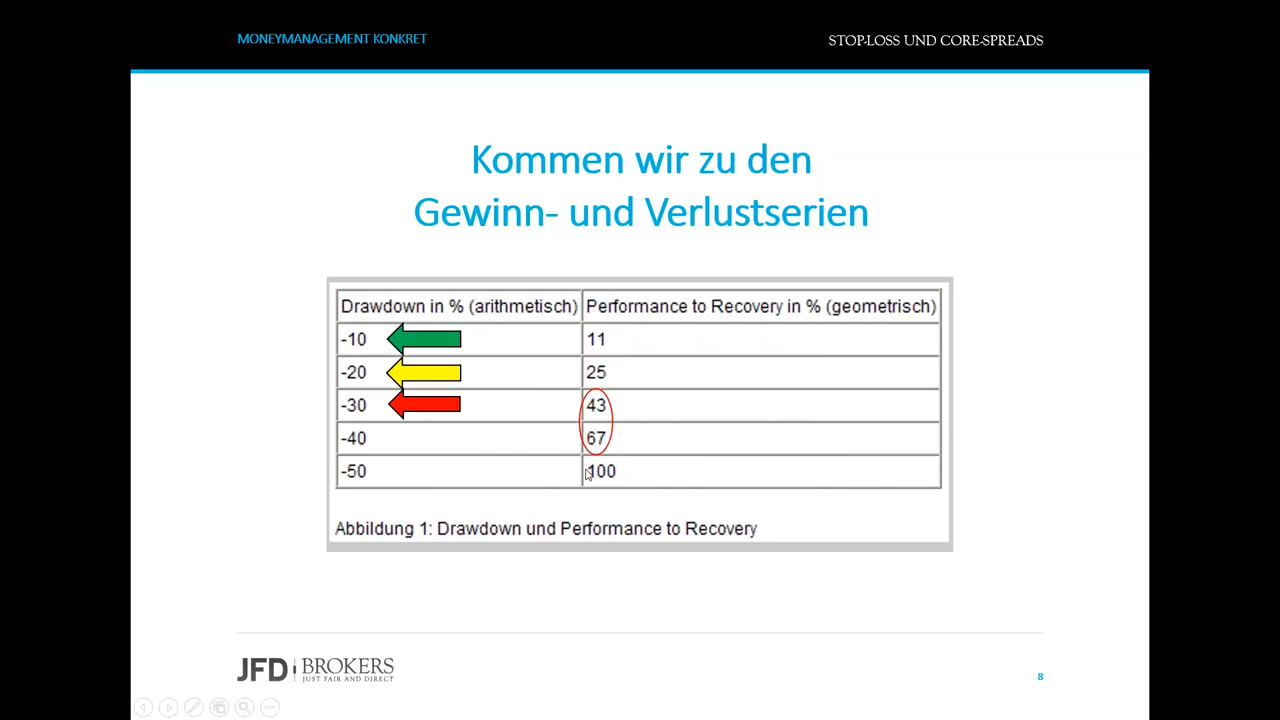 MONEYMANAGEMENT KONKRET
STOP-LOSS UND CORE-SPREADS
Kommen wir zu den
Gewinn- und Verlustserien
Drawdown in % (arithmetisch) Performance to Recovery in % (geometrisch)
-10 11
-20 25
-30 43
-40 67
-50 100
Abbildung 1: Drawdown und Performance to Recovery
JFD BROKERS
JUST FAIR AND DIRECT
8